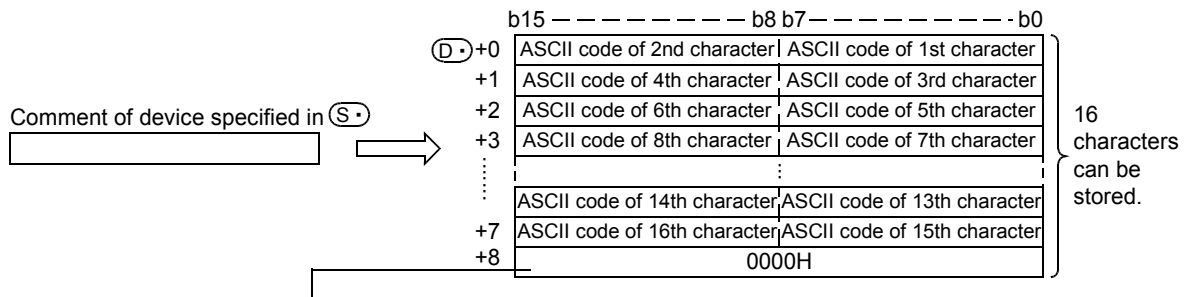 b15 — — — — — — b8 b7 — — — — — — b0
D· +0 ASCII code of 2nd character ASCII code of 1st character
+1 ASCII code of 4th character ASCII code of 3rd character
+2 ASCII code of 6th character ASCII code of 5th character
+3 ASCII code of 8th character ASCII code of 7th character
Comment of device specified in S·
ASCII code of 14th character ASCII code of 13th character
+7 ASCII code of 16th character ASCII code of 15th character
+8 0000H
16
characters
can be
stored.